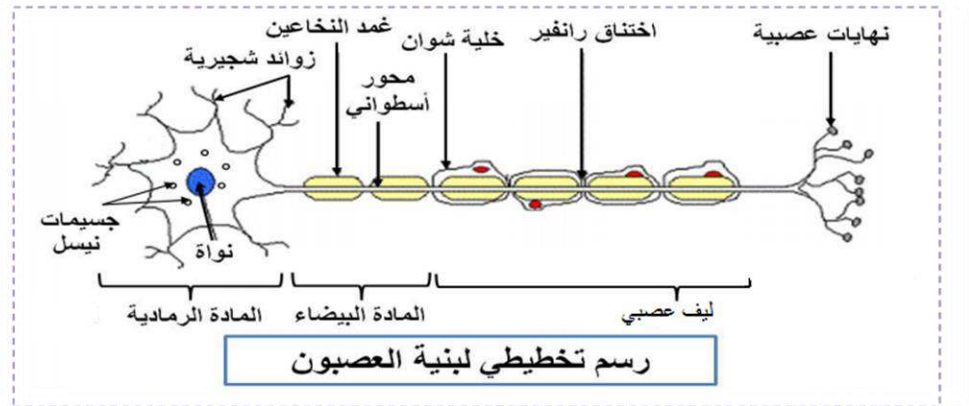 نهايات عصبية
اختناق رانفير
خلية شوان
غمد النخاعين
زوائد شجيرية
محور
أسطواني
جسيمات
نيسل
نواة
المادة الرمادية
المادة البيضاء
ليف عصبي
رسم تخطيطي لبنية العصبون